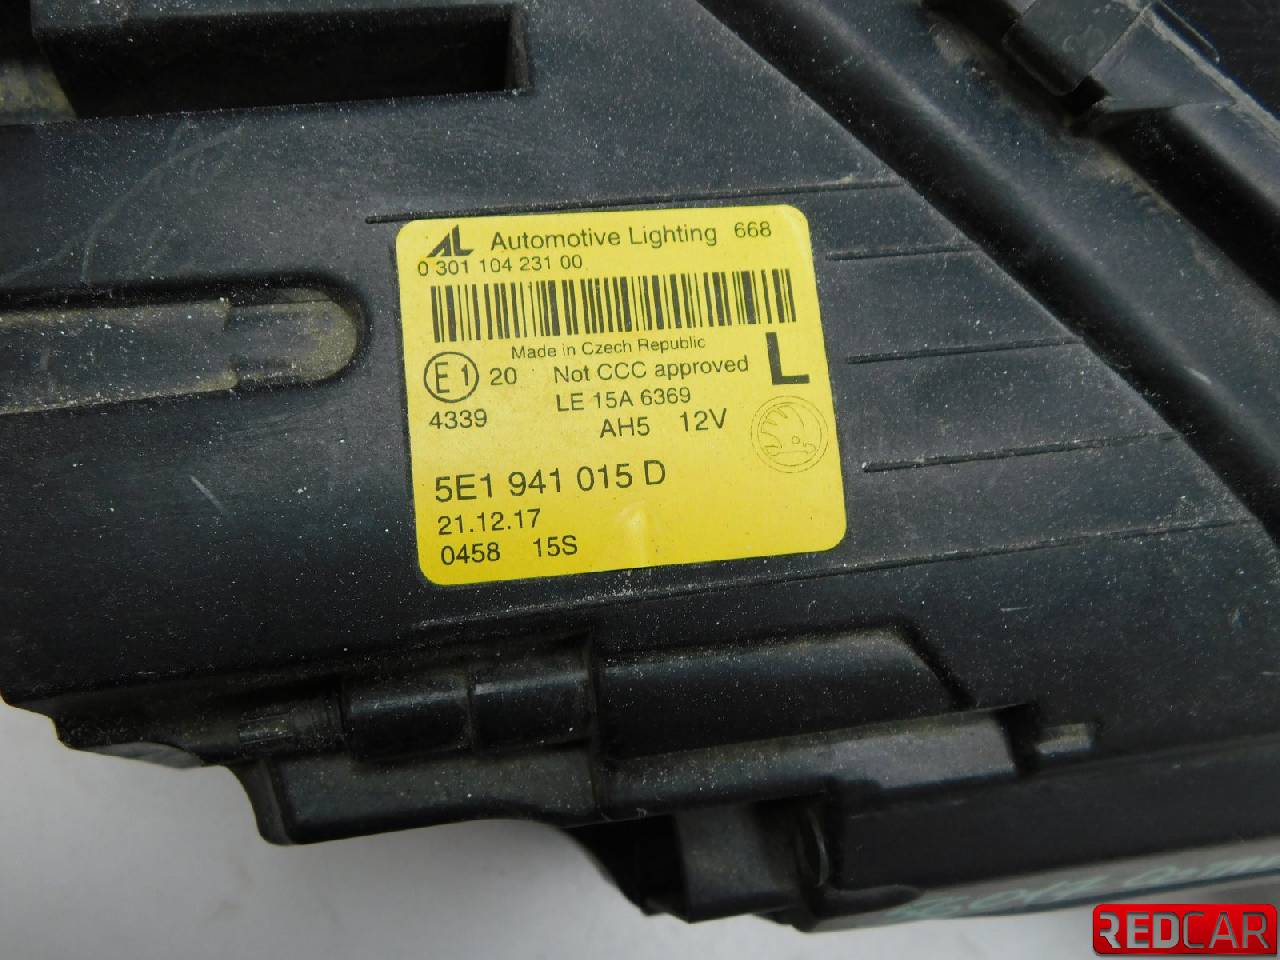 AL Automotive Lighting 668
0 301 104 231 00
Made in Czech Republic
L
E1 20 Not CCC approved
LE 15A 6369
4339
AH5 12V
5E1 941 015 D
21.12.17
0458 15S
REDCAR